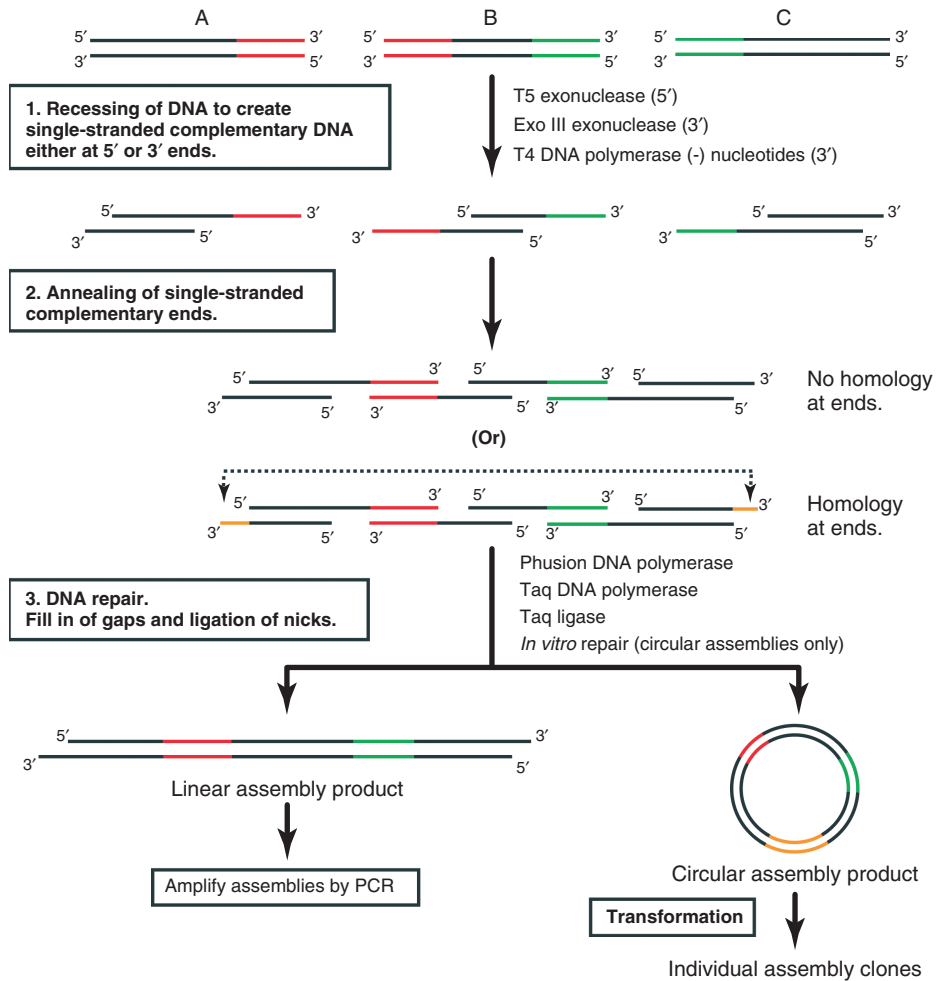 A B C
5′ 3′ 5′ 3′ 5′ 3′
3′ 5′ 3′ 5′ 3′ 5′
1. Recessing of DNA to create
single-stranded complementary DNA
either at 5′ or 3′ ends.
T5 exonuclease (5′)
Exo III exonuclease (3′)
T4 DNA polymerase (-) nucleotides (3′)
5′ 3′ 5′ 3′ 5′ 3′
3′ 5′ 3′ 5′ 3′ 5′
2. Annealing of single-stranded
complementary ends.
5′ 3′ 5′ 3′ 5′ 3′
3′ 5′ 3′ 5′ 3′ 5′
No homology
at ends.
(Or)
5′ 3′ 5′ 3′ 5′ 3′
3′ 5′ 3′ 5′ 3′ 5′
Homology
at ends.
Phusion DNA polymerase
Taq DNA polymerase
Taq ligase
In vitro repair (circular assemblies only)
3. DNA repair.
Fill in of gaps and ligation of nicks.
5′ 3′
3′ 5′
Linear assembly product
Amplify assemblies by PCR
Circular assembly product
Transformation
Individual assembly clones